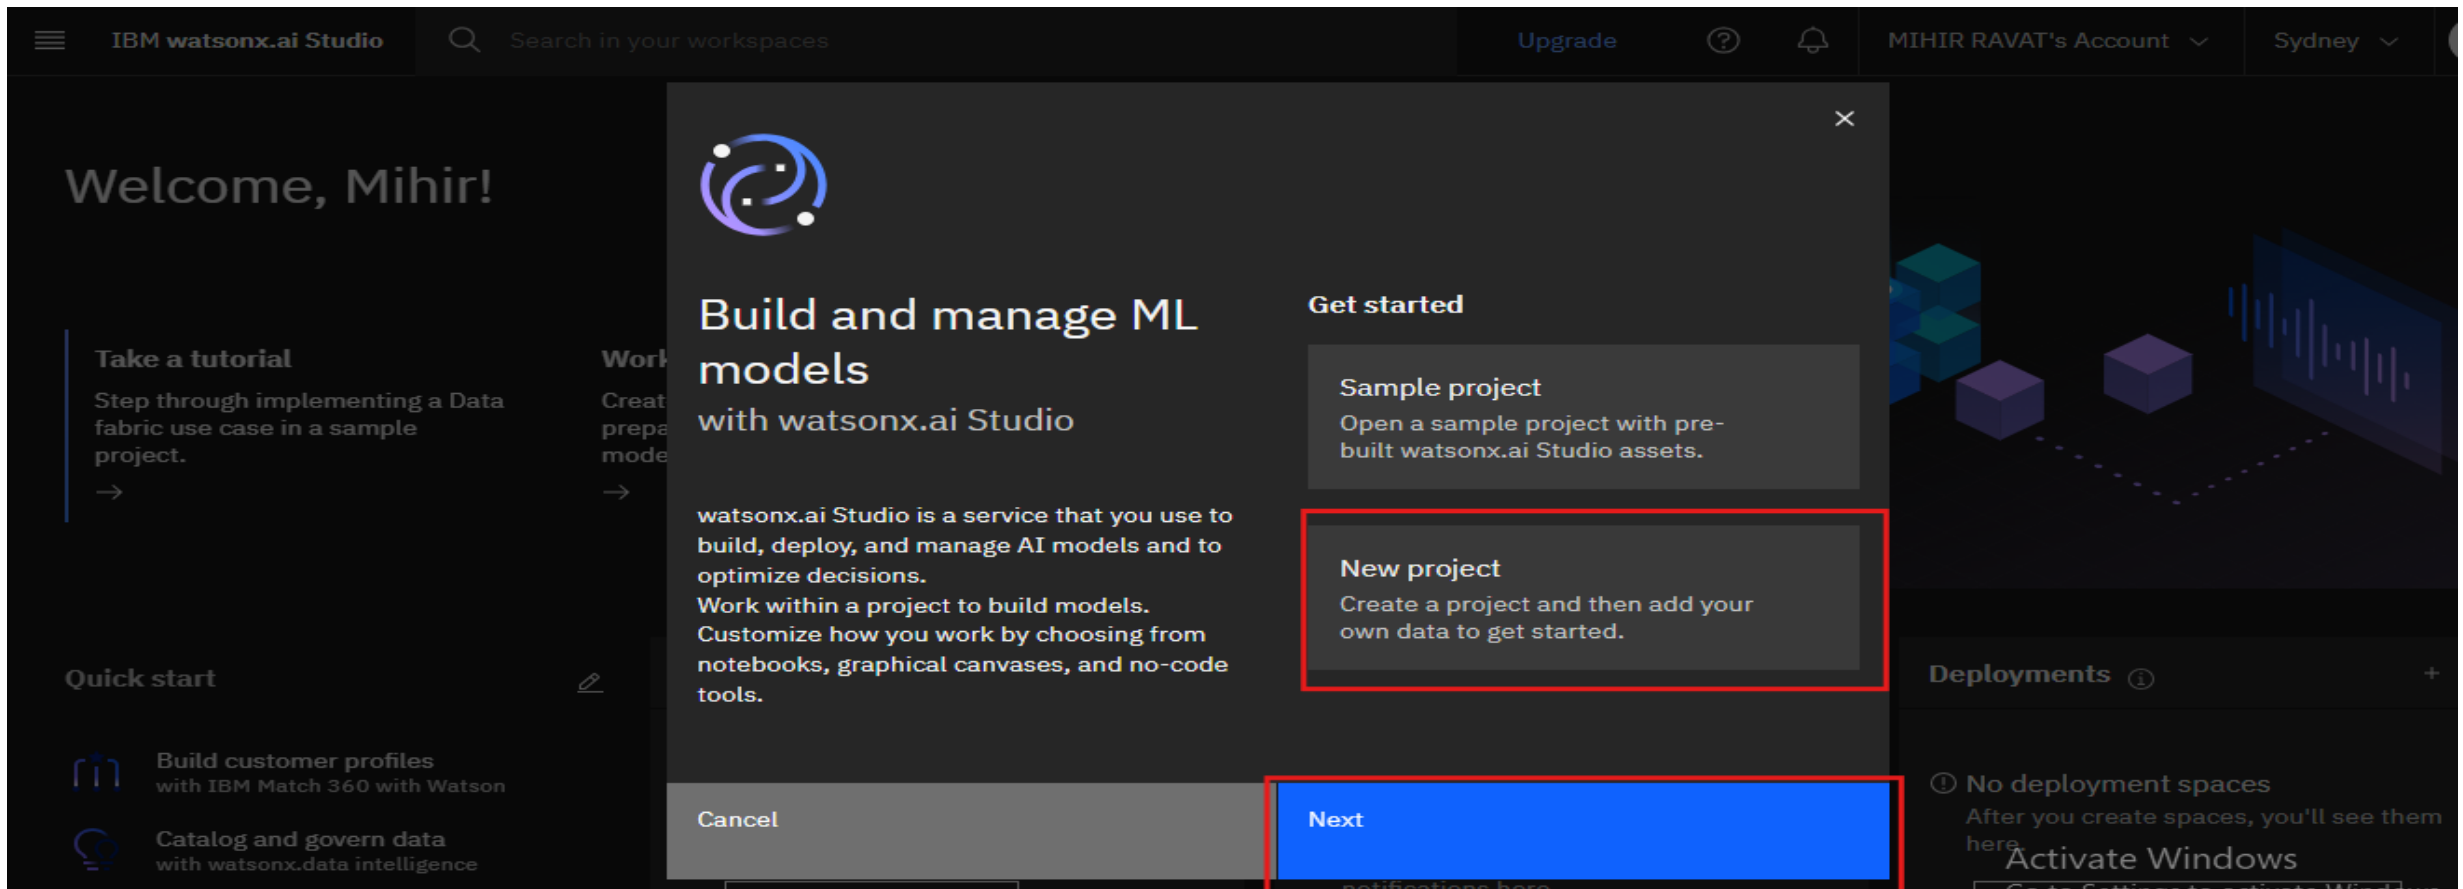 IBM watsonx.ai Studio
Search in your workspaces
Upgrade
MIHIR RAVAT's Account
Sydney
Welcome, Mihir!
Take a tutorial
Step through implementing a Data
fabric use case in a sample
project.
Build and manage ML
models
with watsonx.ai Studio
watsonx.ai Studio is a service that you use to
build, deploy, and manage AI models and to
optimize decisions.
Work within a project to build models.
Customize how you work by choosing from
notebooks, graphical canvases, and no-code
tools.
Get started
Sample project
Open a sample project with pre-
built watsonx.ai Studio assets.
New project
Create a project and then add your
own data to get started.
Cancel
Next
Quick start
Build customer profiles
with IBM Match 360 with Watson
Catalog and govern data
with watsonx.data intelligence
Deployments
No deployment spaces
After you create spaces, you'll see them
here.
Activate Windows